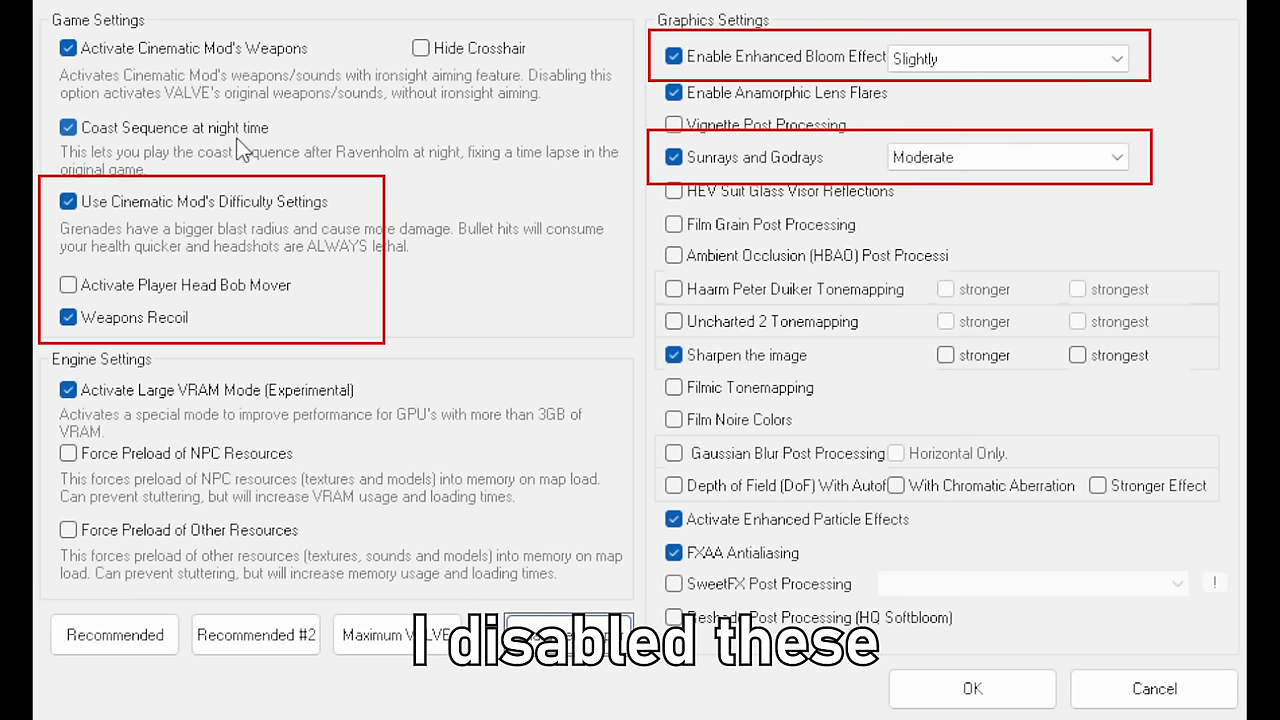 Game Settings
Activate Cinematic Mod's Weapons
Hide Crosshair
Activates Cinematic Mod's weapons/sounds with ironsight aiming feature. Disabling this
option activates VALVE's original weapons/sounds, without ironsight aiming.
Coast Sequence at night time
This lets you play the coast sequence after Ravenholm at night, fixing a time lapse in the
original game.
Use Cinematic Mod's Difficulty Settings
Grenades have a bigger blast radius and cause more damage. Bullet hits will consume
your health quicker and headshots are ALWAYS lethal.
Activate Player Head Bob Mover
Weapons Recoil
Engine Settings
Activate Large VRAM Mode (Experimental)
Activates a special mode to improve performance for GPU's with more than 3GB of
VRAM.
Force Preload of NPC Resources
This forces preload of NPC resources (textures and models) into memory on map load.
Can prevent stuttering, but will increase VRAM usage and loading times.
Force Preload of Other Resources
This forces preload of other resources (textures, sounds and models) into memory on map
load. Can prevent stuttering, but will increase memory usage and loading times.
Recommended
Recommended #2
Maximum VALVE
Graphics Settings
Enable Enhanced Bloom Effect
Slightly
Enable Anamorphic Lens Flares
Vignette Post Processing
Sunrays and Godrays
Moderate
HEV Suit Glass Visor Reflections
Film Grain Post Processing
Ambient Occlusion (HBAO) Post Processi
Haarm Peter Duiker Tonemapping
stronger
strongest
Uncharted 2 Tonemapping
stronger
strongest
Sharpen the image
stronger
strongest
Filmic Tonemapping
Film Noire Colors
Gaussian Blur Post Processing
Horizontal Only.
Depth of Field (DoF) With Autof
With Chromatic Aberration
Stronger Effect
Activate Enhanced Particle Effects
FXAA Antialiasing
SweetFX Post Processing
!
Reshade Post Processing (HQ Softbloom)
I disabled these
OK
Cancel